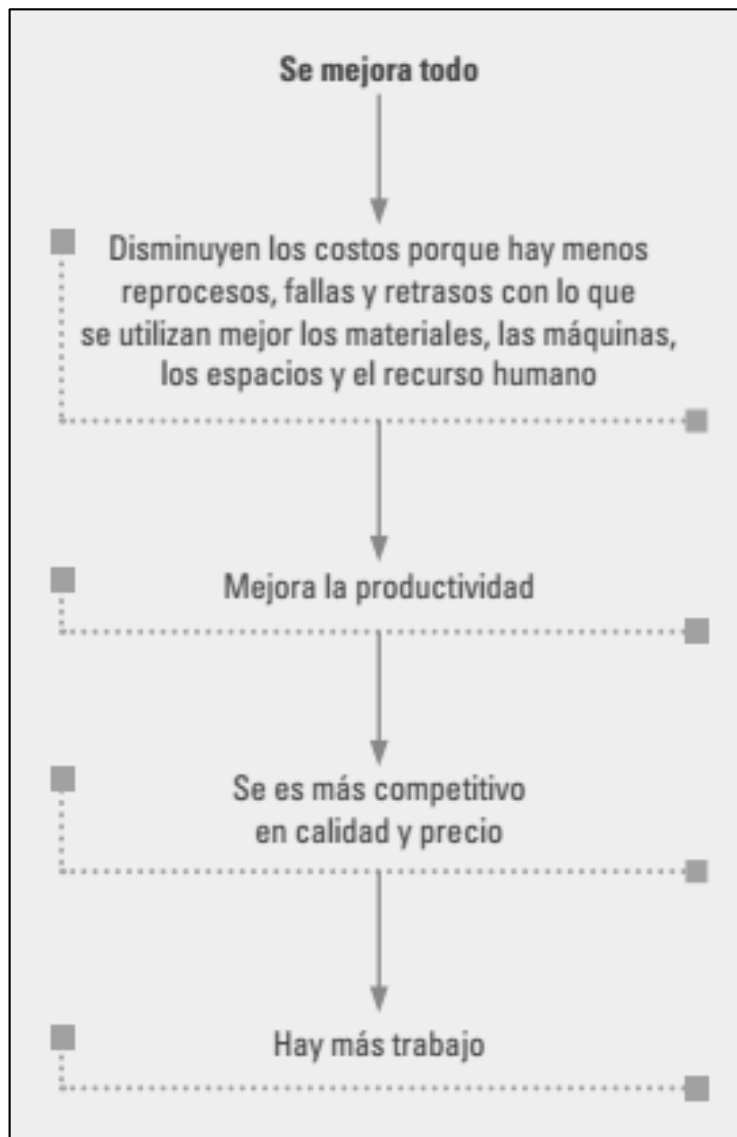 Se mejora todo
Disminuyen los costos porque hay menos
reprocesos, fallas y retrasos con lo que
se utilizan mejor los materiales, las máquinas,
los espacios y el recurso humano
Mejora la productividad
Se es más competitivo
en calidad y precio
Hay más trabajo